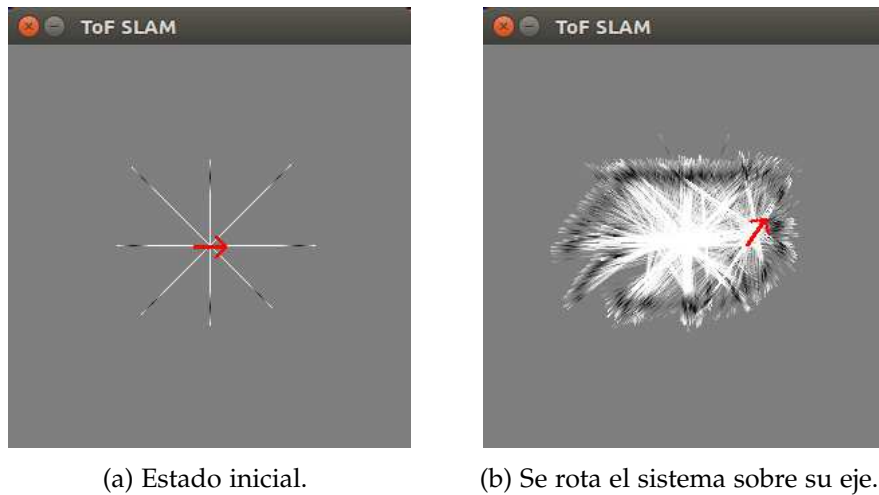 ToF SLAM
ToF SLAM
(a) Estado inicial.
(b) Se rota el sistema sobre su eje.